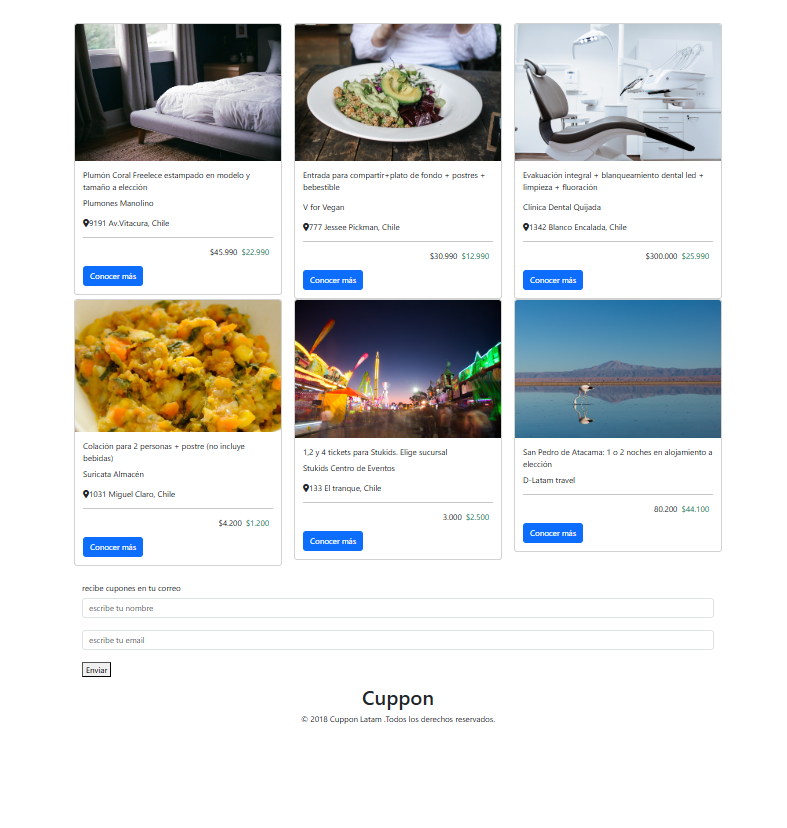 Plumón Coral Freelece estampado en modelo y
tamaño a elección
Plumones Manolino
9191 Av.Vitacura, Chile
$45.990 $22.990
Conocer más
Entrada para compartir+plato de fondo + postres +
bebestible
V for Vegan
777 Jessee Pickman, Chile
$30.990 $12.990
Conocer más
Evakuación integral + blanqueamiento dental led +
limpieza + fluoración
Clínica Dental Quijada
1342 Blanco Encalada, Chile
$300.000 $25.990
Conocer más
Colación para 2 personas + postre (no incluye
bebidas)
Suricata Almacén
1031 Miguel Claro, Chile
$4.200 $1.200
Conocer más
1,2 y 4 tickets para Stukids. Elige sucursal
Stukids Centro de Eventos
133 El tranque, Chile
3.000 $2.500
Conocer más
San Pedro de Atacama: 1 o 2 noches en alojamiento a
elección
D-Latam travel
80.200 $44.100
Conocer más
recibe cupones en tu correo
escribe tu nombre
escribe tu email
Enviar
Cuppon
© 2018 Cuppon Latam .Todos los derechos reservados.